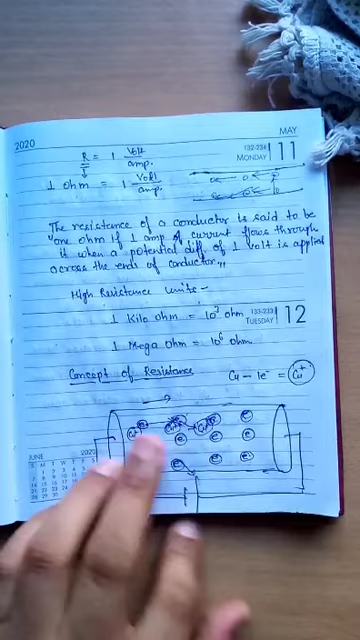 2020
MAY
132-234
MONDAY 11
R = 1 Volt/amp.
1 ohm = 1 Volt/amp.
The resistance of a conductor is said to be
one ohm if 1 amp of current flows through
it when a potential diff. of 1 Volt is applied
across the ends of conductor,,
High Resistance Units -
1 Kilo ohm = 10³ ohm
133-233
TUESDAY 12
1 Mega ohm = 10⁶ ohm.
Concept of Resistance
Cu - 1e⁻ = Cu⁺
Cu⁺ e e
e e e
e e e
JUNE 2020
S M T W T F S